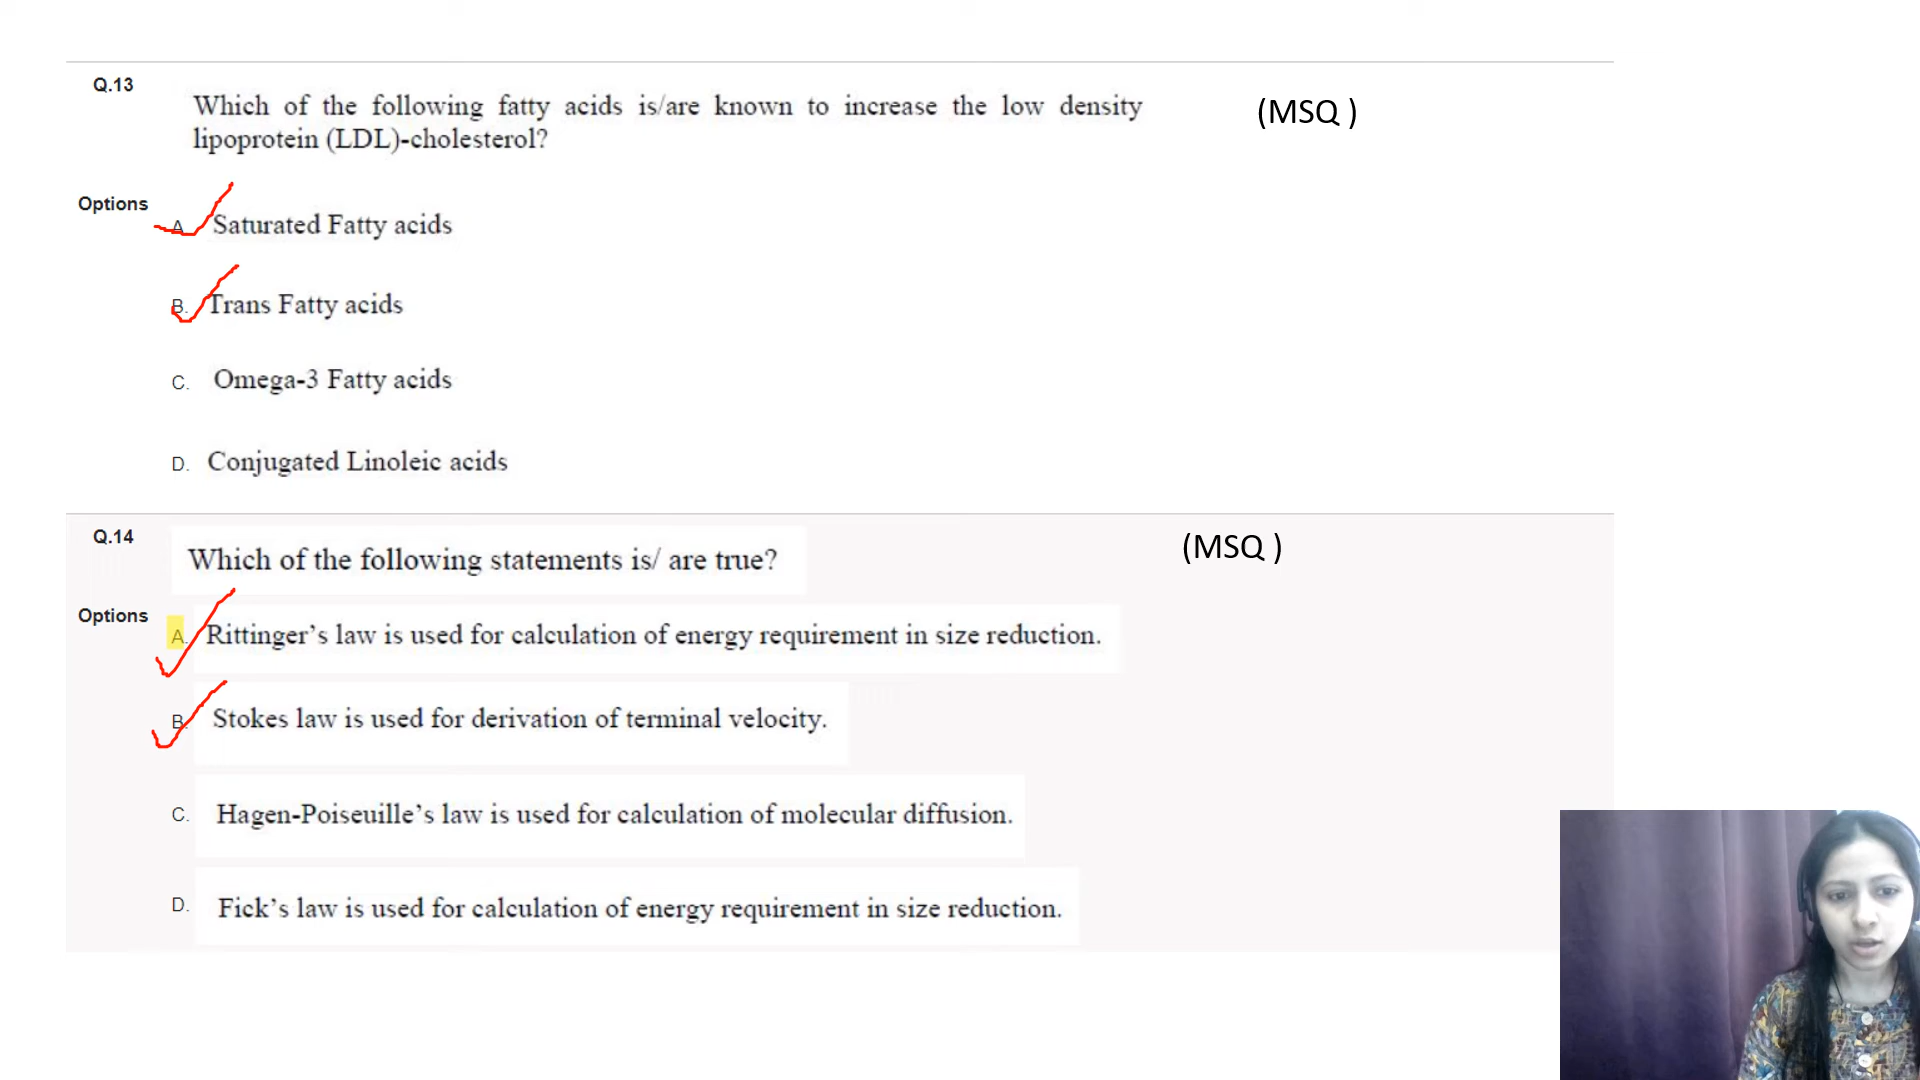 Q.13
Which of the following fatty acids is/are known to increase the low density
(MSQ )
lipoprotein (LDL)-cholesterol?
Options
A. Saturated Fatty acids
B. Trans Fatty acids
C. Omega-3 Fatty acids
D. Conjugated Linoleic acids
Q.14
Which of the following statements is/ are true?
(MSQ )
Options
A. Rittinger’s law is used for calculation of energy requirement in size reduction.
B. Stokes law is used for derivation of terminal velocity.
C. Hagen-Poiseuille’s law is used for calculation of molecular diffusion.
D. Fick’s law is used for calculation of energy requirement in size reduction.